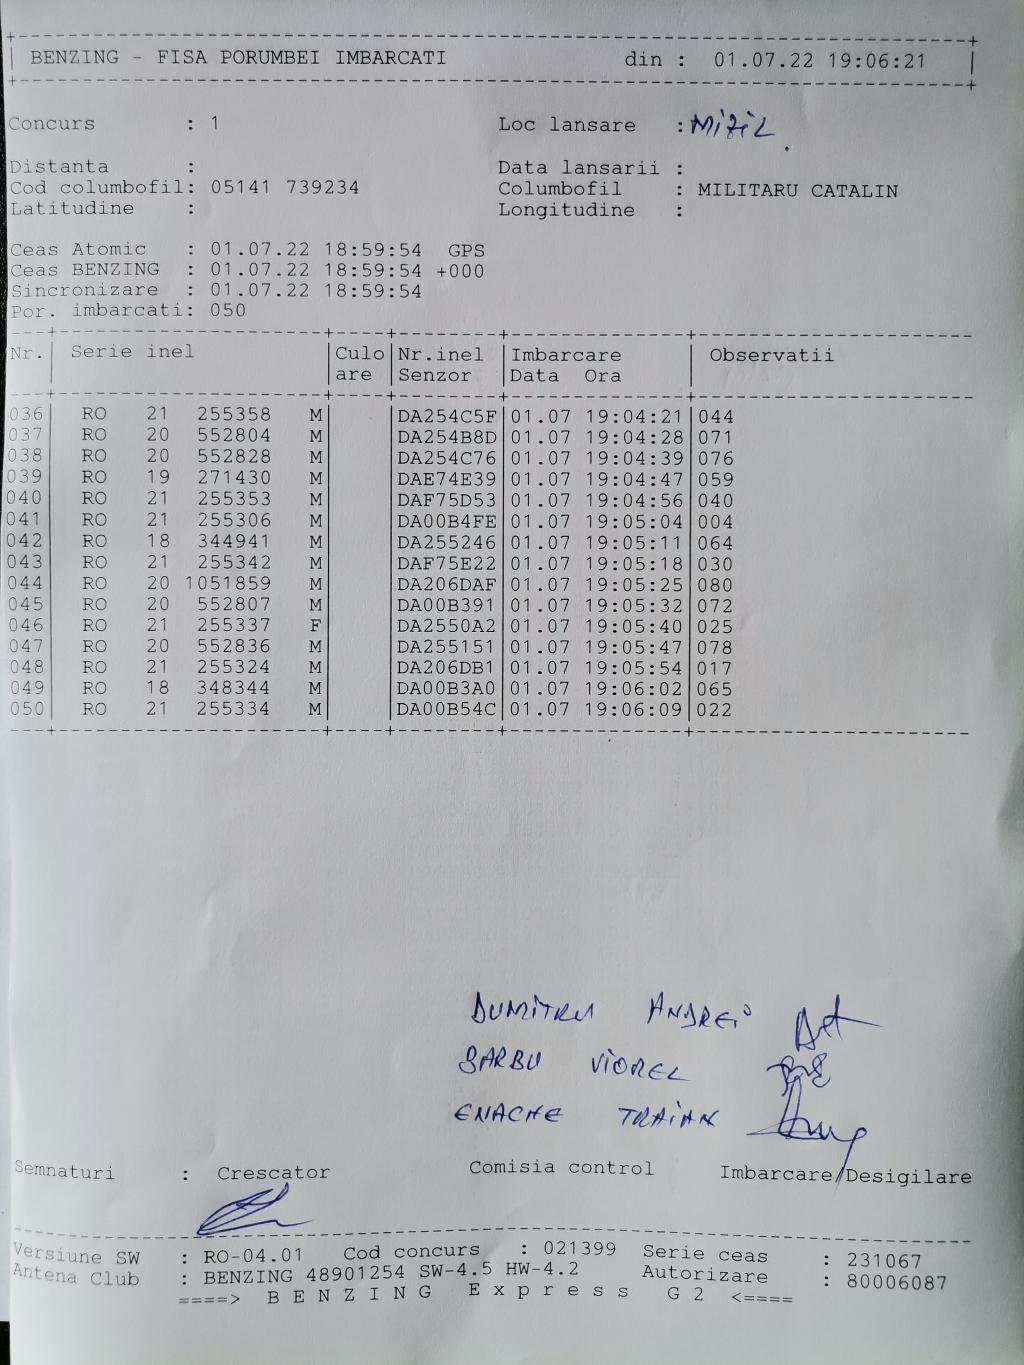 BENZING - FISA PORUMBEI IMBARCATI din : 01.07.22 19:06:21
Concurs : 1 Loc lansare : MIZIL
Distanta : Data lansarii :
Cod columbofil: 05141 739234 Columbofil : MILITARU CATALIN
Latitudine : Longitudine :
Ceas Atomic : 01.07.22 18:59:54 GPS
Ceas BENZING : 01.07.22 18:59:54 +000
Sincronizare : 01.07.22 18:59:54
Por. imbarcati: 050
Nr. Serie inel Culo Nr.inel Imbarcare Observatii
are Senzor Data Ora
036 RO 21 255358 M DA254C5F 01.07 19:04:21 044
037 RO 20 552804 M DA254B8D 01.07 19:04:28 071
038 RO 20 552828 M DA254C76 01.07 19:04:39 076
039 RO 19 271430 M DAE74E39 01.07 19:04:47 059
040 RO 21 255353 M DAF75D53 01.07 19:04:56 040
041 RO 21 255306 M DA00B4FE 01.07 19:05:04 004
042 RO 18 344941 M DA255246 01.07 19:05:11 064
043 RO 21 255342 M DAF75E22 01.07 19:05:18 030
044 RO 20 1051859 M DA206DAF 01.07 19:05:25 080
045 RO 20 552807 M DA00B391 01.07 19:05:32 072
046 RO 21 255337 F DA2550A2 01.07 19:05:40 025
047 RO 20 552836 M DA255151 01.07 19:05:47 078
048 RO 21 255324 M DA206DB1 01.07 19:05:54 017
049 RO 18 348344 M DA00B3A0 01.07 19:06:02 065
050 RO 21 255334 M DA00B54C 01.07 19:06:09 022
DUMITRU ANDREI
BARBU VIOREL
ENACHE TRAIAN
Semnaturi : Crescator Comisia control Imbarcare/Desigilare
Versiune SW : RO-04.01 Cod concurs : 021399 Serie ceas : 231067
Antena Club : BENZING 48901254 SW-4.5 HW-4.2 Autorizare : 80006087
====> B E N Z I N G E x p r e s s G 2 <====